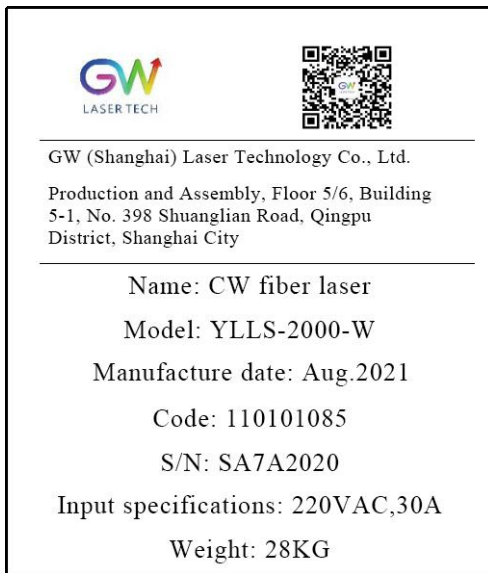 GW
LASER TECH
GW
GW (Shanghai) Laser Technology Co., Ltd.
Production and Assembly, Floor 5/6, Building
5-1, No. 398 Shuanglian Road, Qingpu
District, Shanghai City
Name: CW fiber laser
Model: YLLS-2000-W
Manufacture date: Aug.2021
Code: 110101085
S/N: SA7A2020
Input specifications: 220VAC,30A
Weight: 28KG